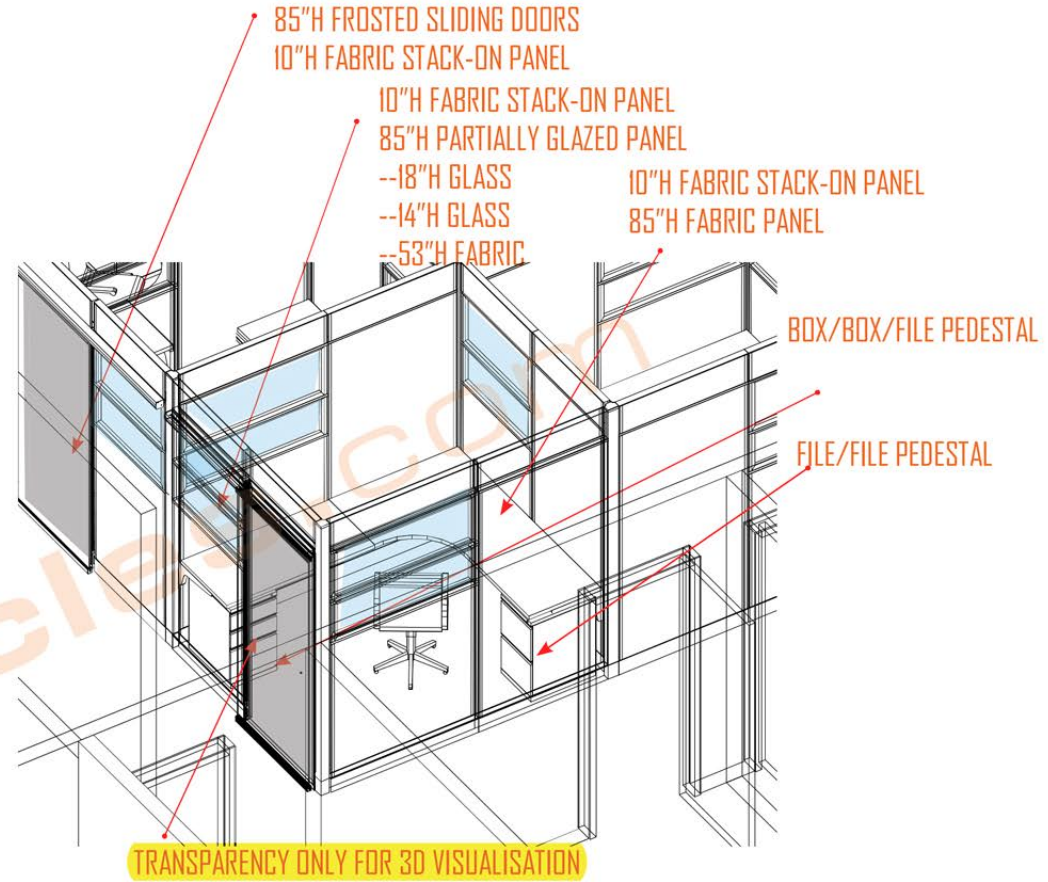 85"H FROSTED SLIDING DOORS
10"H FABRIC STACK-ON PANEL
10"H FABRIC STACK-ON PANEL
85"H PARTIALLY GLAZED PANEL
--18"H GLASS
--14"H GLASS
--53"H FABRIC
10"H FABRIC STACK-ON PANEL
85"H FABRIC PANEL
BOX/BOX/FILE PEDESTAL
FILE/FILE PEDESTAL
TRANSPARENCY ONLY FOR 3D VISUALISATION